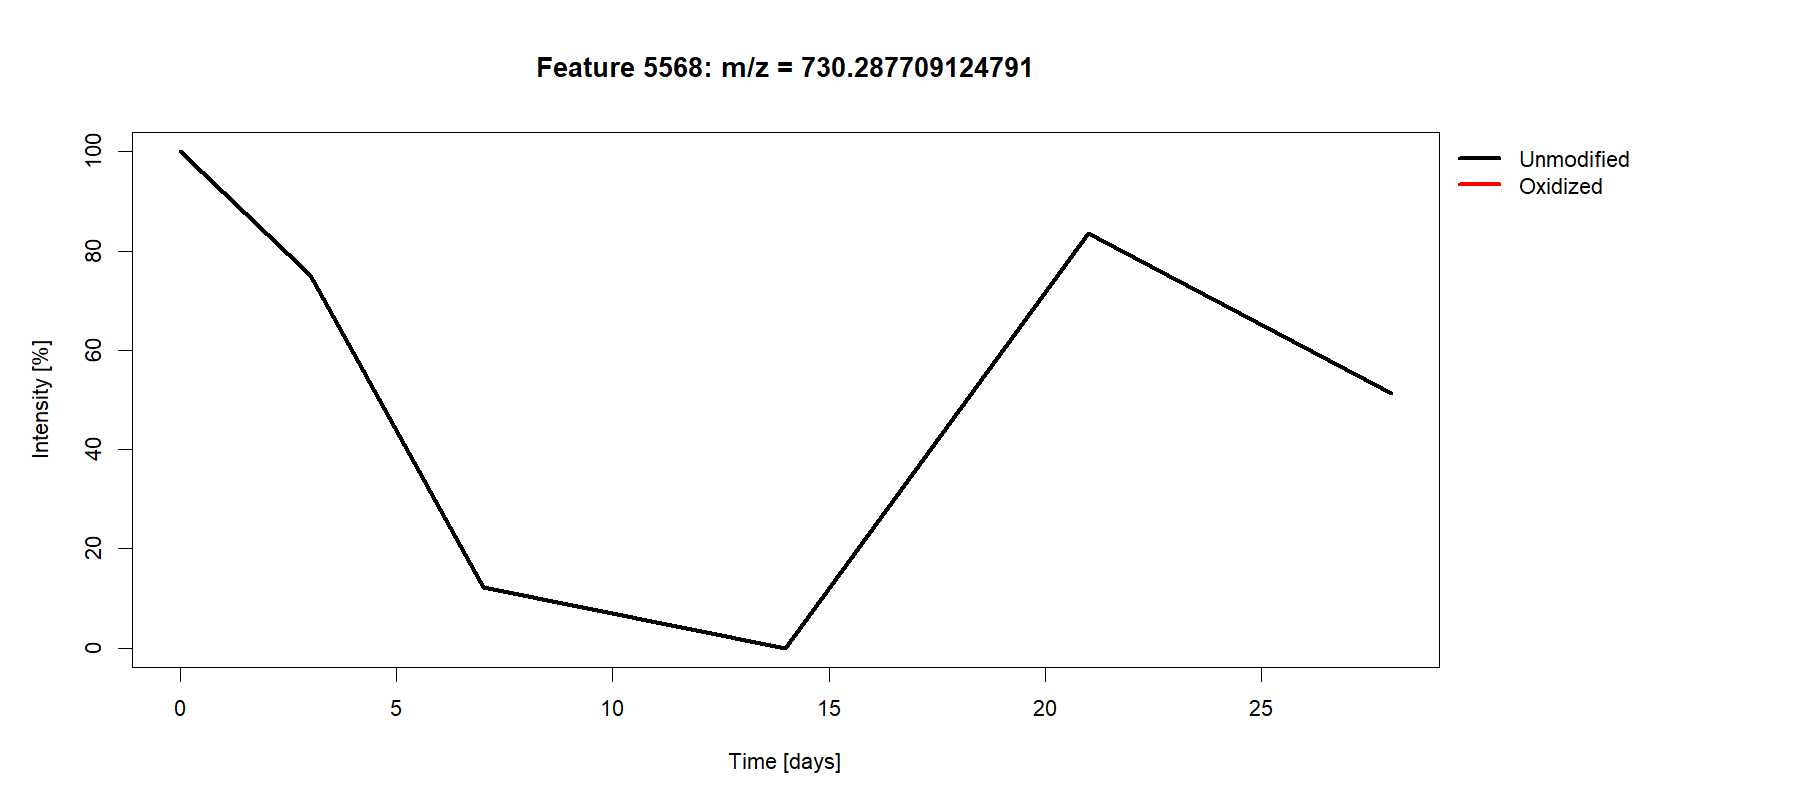 Feature 5568: m/z = 730.287709124791
Unmodified
Oxidized
Intensity [%]
100
80
60
40
20
0
0 5 10 15 20 25
Time [days]